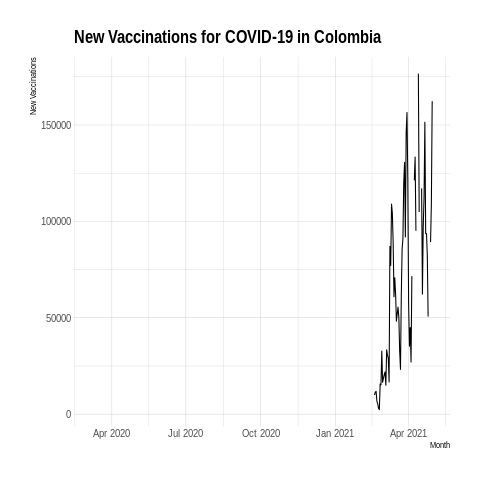 New Vaccinations for COVID-19 in Colombia
New Vaccinations
150000
100000
50000
0
Apr 2020 Jul 2020 Oct 2020 Jan 2021 Apr 2021
Month